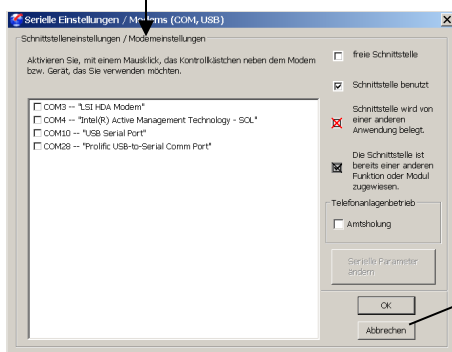 Serielle Einstellungen / Modems (COM, USB)
Schnittstelleneinstellungen / Modemeinstellungen
Aktivieren Sie, mit einem Mausklick, das Kontrollkästchen neben dem Modem
bzw. Gerät, das Sie verwenden möchten.
COM3 -- "LSI HDA Modem"
COM4 -- "Intel(R) Active Management Technology - SOL"
COM10 -- "USB Serial Port"
COM28 -- "Prolific USB-to-Serial Comm Port"
freie Schnittstelle
Schnittstelle benutzt
Schnittstelle wird von
einer anderen
Anwendung belegt.
Die Schnittstelle ist
bereits einer anderen
Funktion oder Modul
zugewiesen.
Telefonanlagenbetrieb
Amtsholung
Serielle Parameter
ändern
OK
Abbrechen